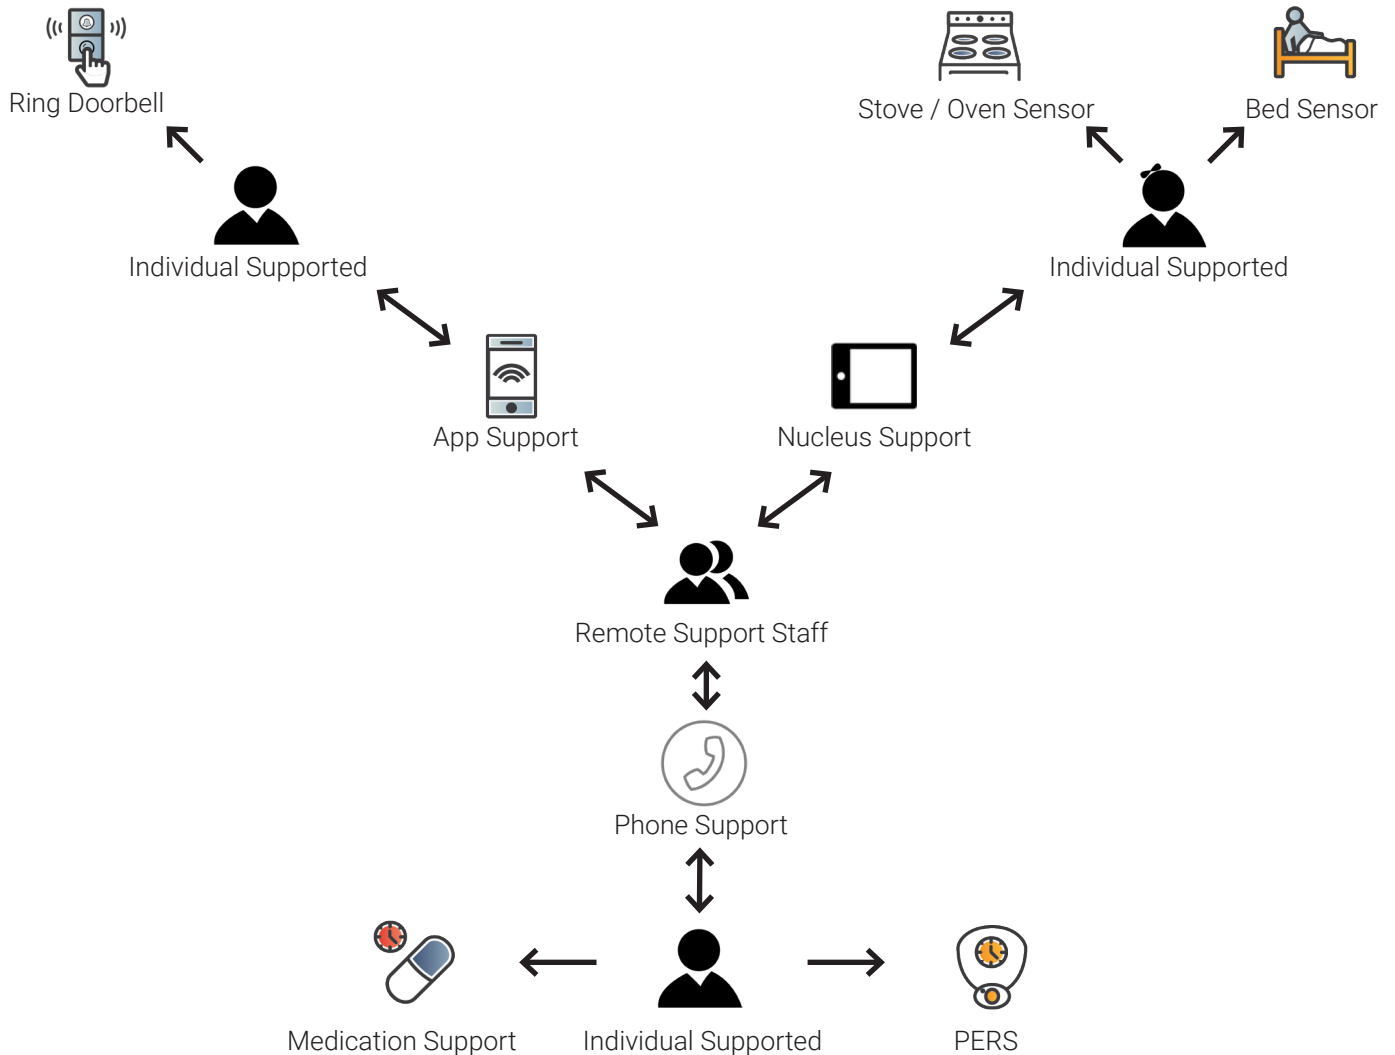 Ring Doorbell
Stove / Oven Sensor
Bed Sensor
Individual Supported
Individual Supported
App Support
Nucleus Support
Remote Support Staff
Phone Support
Medication Support
Individual Supported
PERS